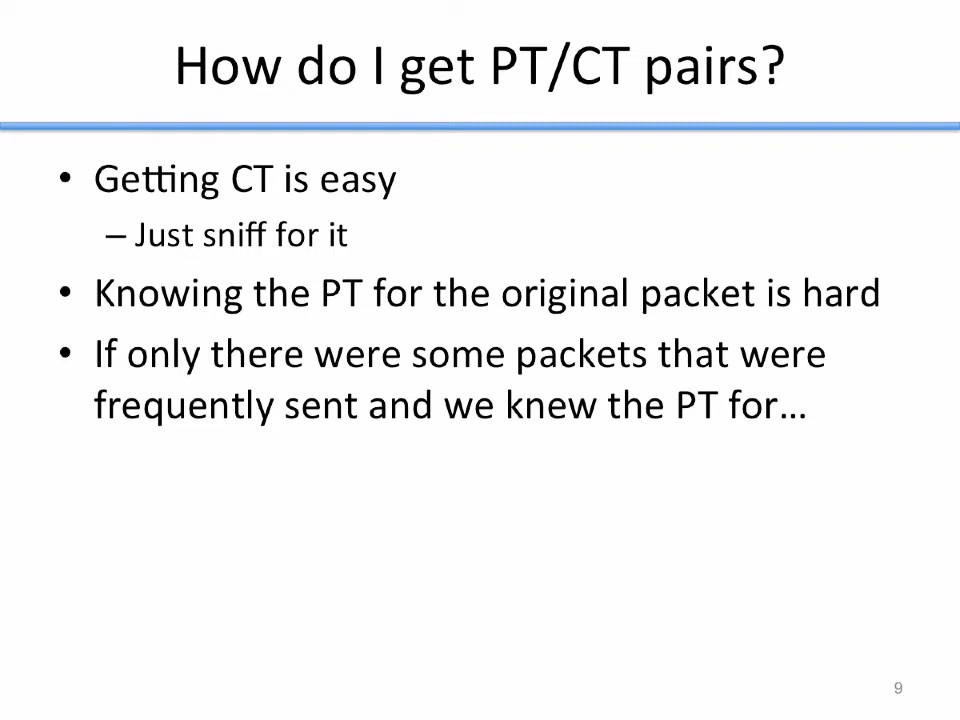 How do I get PT/CT pairs?
• Getting CT is easy
– Just sniff for it
• Knowing the PT for the original packet is hard
• If only there were some packets that were
frequently sent and we knew the PT for…
9